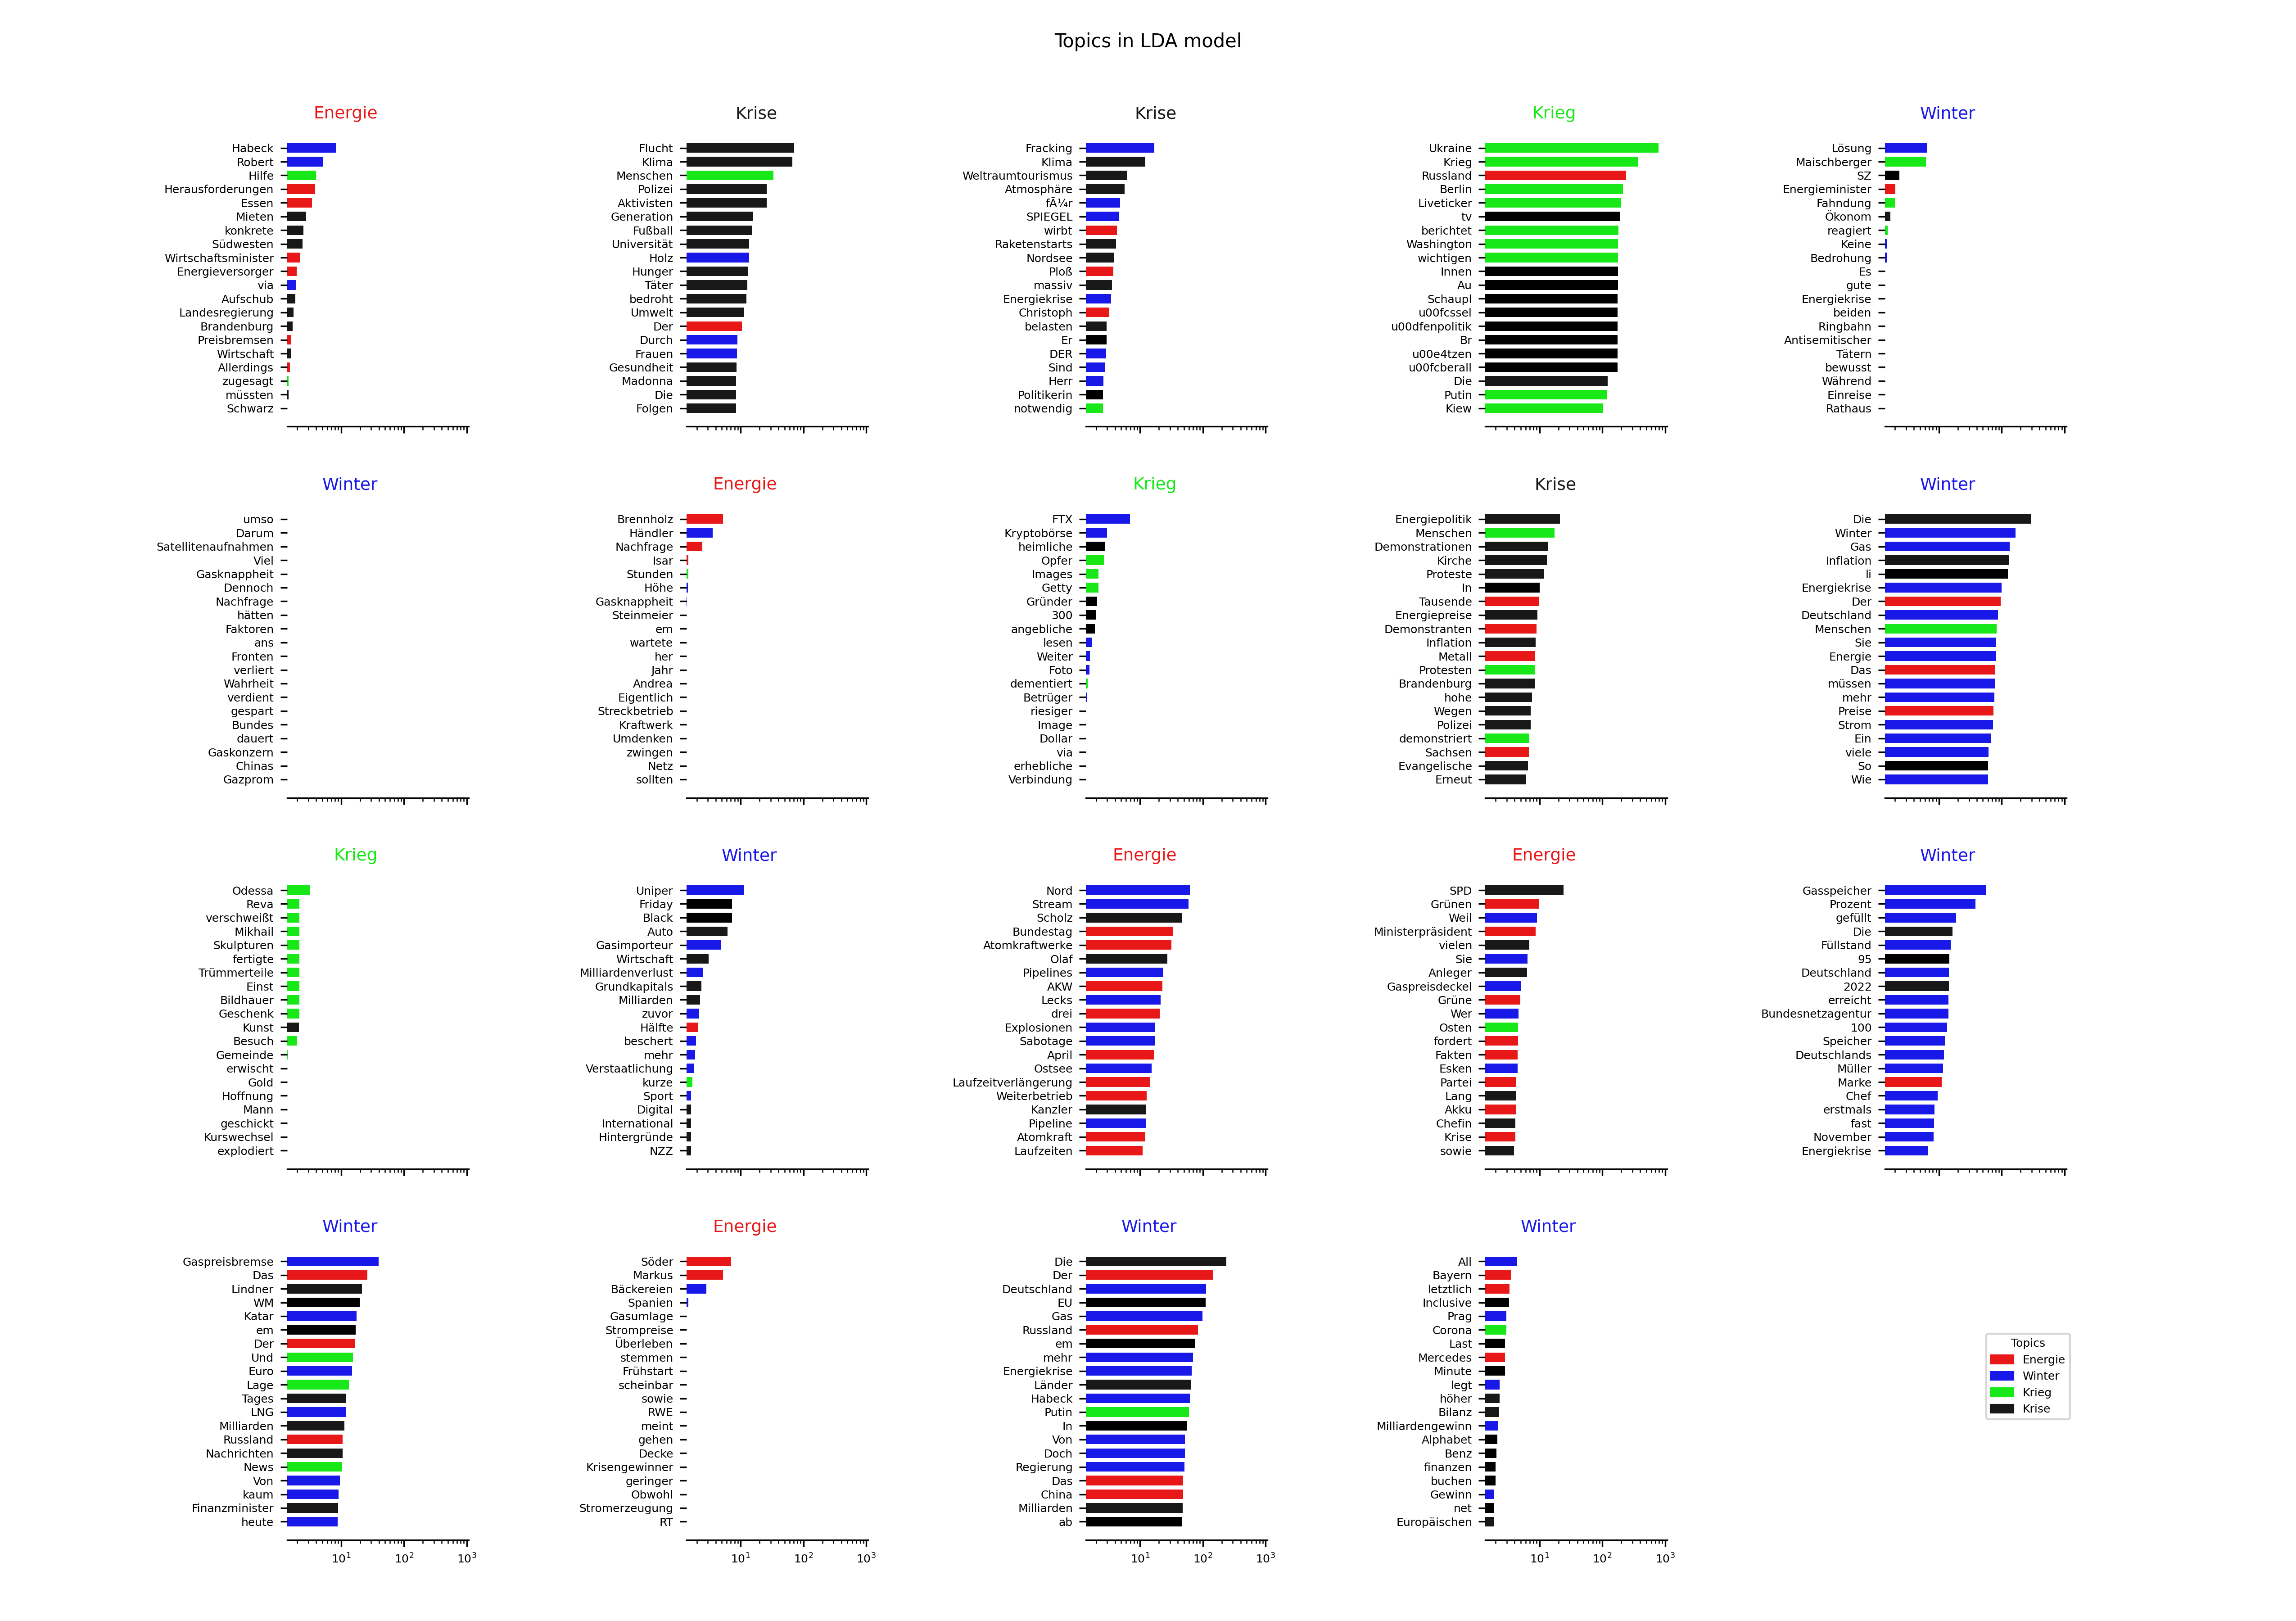 Topics in LDA model
Energie
Habeck
Robert
Hilfe
Herausforderungen
Essen
Mieten
konkrete
Südwesten
Wirtschaftsminister
Energieversorger
via
Aufschub
Landesregierung
Brandenburg
Preisbremsen
Wirtschaft
Allerdings
zugesagt
müssten
Schwarz
Krise
Flucht
Klima
Menschen
Polizei
Aktivisten
Generation
Fußball
Universität
Holz
Hunger
Täter
bedroht
Umwelt
Der
Durch
Frauen
Gesundheit
Madonna
Die
Folgen
Krise
Fracking
Klima
Weltraumtourismus
Atmosphäre
fÃ¼r
SPIEGEL
wirbt
Raketenstarts
Nordsee
Ploß
massiv
Energiekrise
Christoph
belasten
Er
DER
Sind
Herr
Politikerin
notwendig
Krieg
Ukraine
Krieg
Russland
Berlin
Liveticker
tv
berichtet
Washington
wichtigen
Innen
Au
Schaupl
u00fcssel
u00dfenpolitik
Br
u00e4tzen
u00fcberall
Die
Putin
Kiew
Winter
Lösung
Maischberger
SZ
Energieminister
Fahndung
Ökonom
reagiert
Keine
Bedrohung
Es
gute
Energiekrise
beiden
Ringbahn
Antisemitischer
Tätern
bewusst
Während
Einreise
Rathaus
Winter
umso
Darum
Satellitenaufnahmen
Viel
Gasknappheit
Dennoch
Nachfrage
hätten
Faktoren
ans
Fronten
verliert
Wahrheit
verdient
gespart
Bundes
dauert
Gaskonzern
Chinas
Gazprom
Energie
Brennholz
Händler
Nachfrage
Isar
Stunden
Höhe
Gasknappheit
Steinmeier
em
wartete
her
Jahr
Andrea
Eigentlich
Streckbetrieb
Kraftwerk
Umdenken
zwingen
Netz
sollten
Krieg
FTX
Kryptobörse
heimliche
Opfer
Images
Getty
Gründer
300
angebliche
lesen
Weiter
Foto
dementiert
Betrüger
riesiger
Image
Dollar
via
erhebliche
Verbindung
Krise
Energiepolitik
Menschen
Demonstrationen
Kirche
Proteste
In
Tausende
Energiepreise
Demonstranten
Inflation
Metall
Protesten
Brandenburg
hohe
Wegen
Polizei
demonstriert
Sachsen
Evangelische
Erneut
Winter
Die
Winter
Gas
Inflation
li
Energiekrise
Der
Deutschland
Menschen
Sie
Energie
Das
müssen
mehr
Preise
Strom
Ein
viele
So
Wie
Krieg
Odessa
Reva
verschweißt
Mikhail
Skulpturen
fertigte
Trümmerteile
Einst
Bildhauer
Geschenk
Kunst
Besuch
Gemeinde
erwischt
Gold
Hoffnung
Mann
geschickt
Kurswechsel
explodiert
Winter
Uniper
Friday
Black
Auto
Gasimporteur
Wirtschaft
Milliardenverlust
Grundkapitals
Milliarden
zuvor
Hälfte
beschert
mehr
Verstaatlichung
kurze
Sport
Digital
International
Hintergründe
NZZ
Energie
Nord
Stream
Scholz
Bundestag
Atomkraftwerke
Olaf
Pipelines
AKW
Lecks
drei
Explosionen
Sabotage
April
Ostsee
Laufzeitverlängerung
Weiterbetrieb
Kanzler
Pipeline
Atomkraft
Laufzeiten
Energie
SPD
Grünen
Weil
Ministerpräsident
vielen
Sie
Anleger
Gaspreisdeckel
Grüne
Wer
Osten
fordert
Fakten
Esken
Partei
Lang
Akku
Chefin
Krise
sowie
Winter
Gasspeicher
Prozent
gefüllt
Die
Füllstand
95
Deutschland
2022
erreicht
Bundesnetzagentur
100
Speicher
Deutschlands
Müller
Marke
Chef
erstmals
fast
November
Energiekrise
Winter
Gaspreisbremse
Das
Lindner
WM
Katar
em
Der
Und
Euro
Lage
Tages
LNG
Milliarden
Russland
Nachrichten
News
Von
kaum
Finanzminister
heute
10¹ 10² 10³
Energie
Söder
Markus
Bäckereien
Spanien
Gasumlage
Strompreise
Überleben
stemmen
Frühstart
scheinbar
sowie
RWE
meint
gehen
Decke
Krisengewinner
geringer
Obwohl
Stromerzeugung
RT
10¹ 10² 10³
Winter
Die
Der
Deutschland
EU
Gas
Russland
em
mehr
Energiekrise
Länder
Habeck
Putin
In
Von
Doch
Regierung
Das
China
Milliarden
ab
10¹ 10² 10³
Winter
All
Bayern
letztlich
Inclusive
Prag
Corona
Last
Mercedes
Minute
legt
höher
Bilanz
Milliardengewinn
Alphabet
Benz
finanzen
buchen
Gewinn
net
Europäischen
10¹ 10² 10³
Topics
Energie
Winter
Krieg
Krise